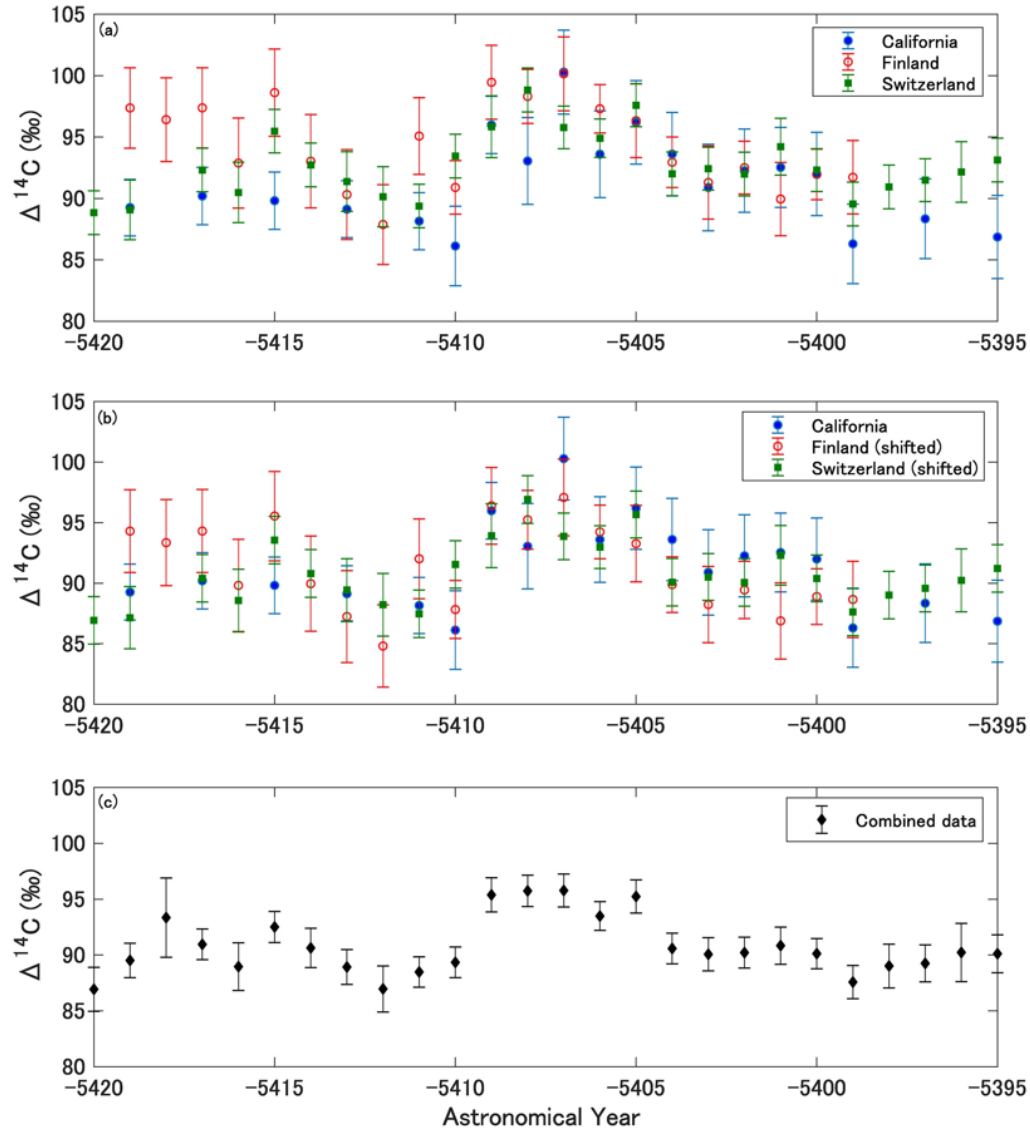 (a)
105
100
95
90
85
80
Δ ¹⁴C (‰)
California
Finland
Switzerland
−5420 −5415 −5410 −5405 −5400 −5395
(b)
105
100
95
90
85
80
Δ ¹⁴C (‰)
California
Finland (shifted)
Switzerland (shifted)
−5420 −5415 −5410 −5405 −5400 −5395
(c)
105
100
95
90
85
80
Δ ¹⁴C (‰)
Combined data
−5420 −5415 −5410 −5405 −5400 −5395
Astronomical Year